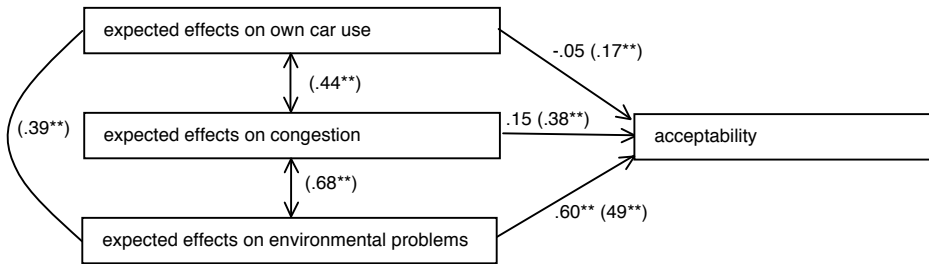 expected effects on own car use
-.05 (.17**)
(.44**)
(.39**)
expected effects on congestion
.15 (.38**)
acceptability
(.68**)
.60** (49**)
expected effects on environmental problems